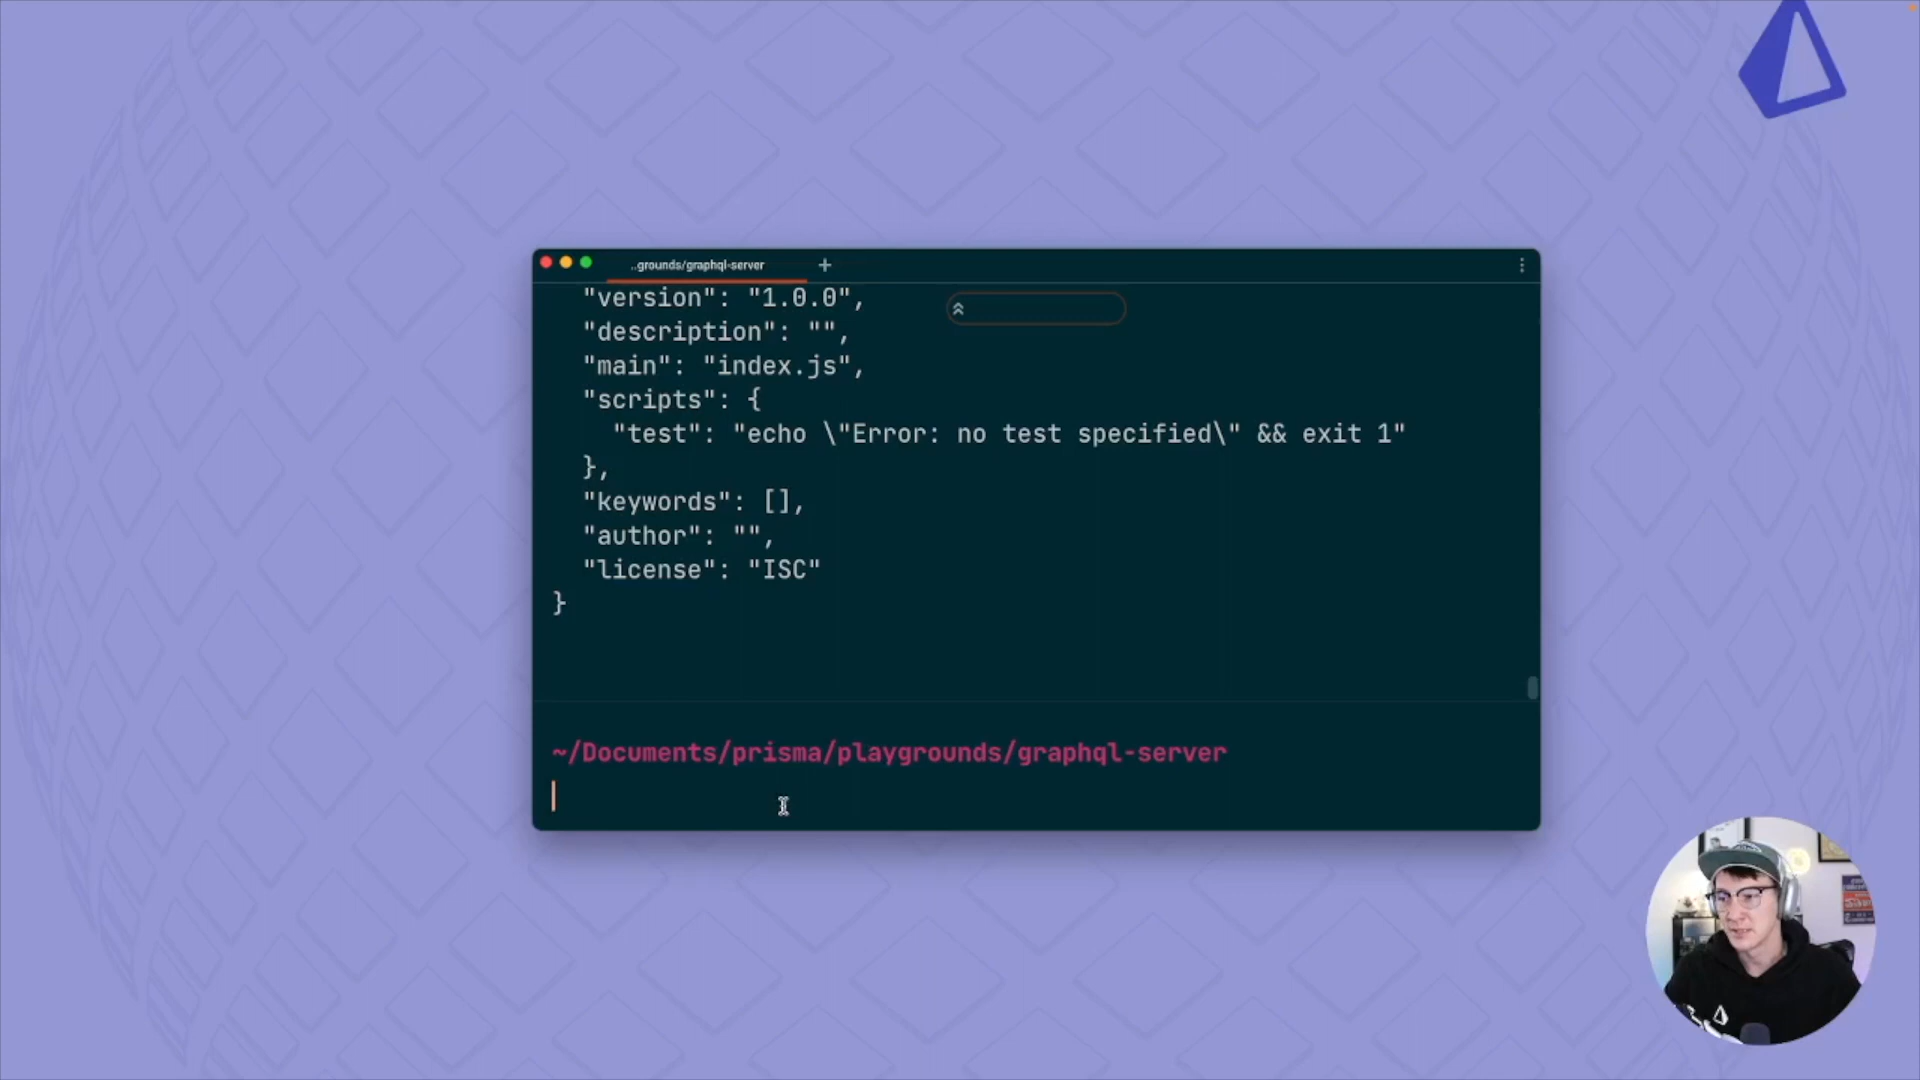 ..grounds/graphql-server
"version": "1.0.0",
"description": "",
"main": "index.js",
"scripts": {
"test": "echo \"Error: no test specified\" && exit 1"
},
"keywords": [],
"author": "",
"license": "ISC"
}
~/Documents/prisma/playgrounds/graphql-server